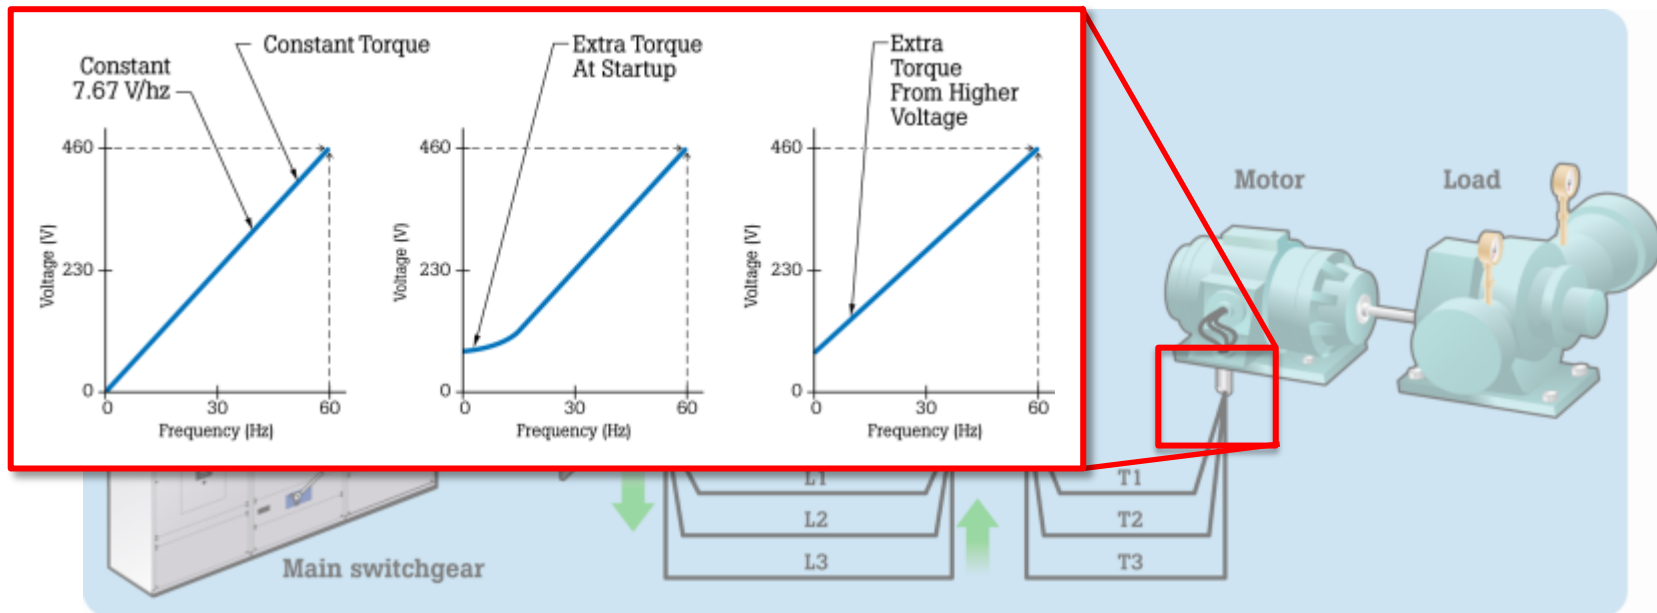 Constant Torque
Constant
7.67 V/hz
460
230
0
Voltage (V)
0
30
60
Frequency (Hz)
Extra Torque
At Startup
460
230
0
Voltage (V)
0
30
60
Frequency (Hz)
Extra
Torque
From Higher
Voltage
460
230
0
Voltage (V)
0
30
60
Frequency (Hz)
Motor
Load
Main switchgear
L1
L2
L3
T1
T2
T3